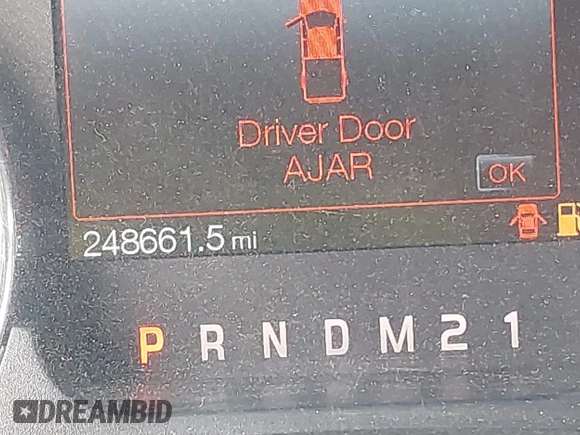 Driver Door
AJAR
OK
248661.5 mi
P R N D M 2 1
DREAMBID